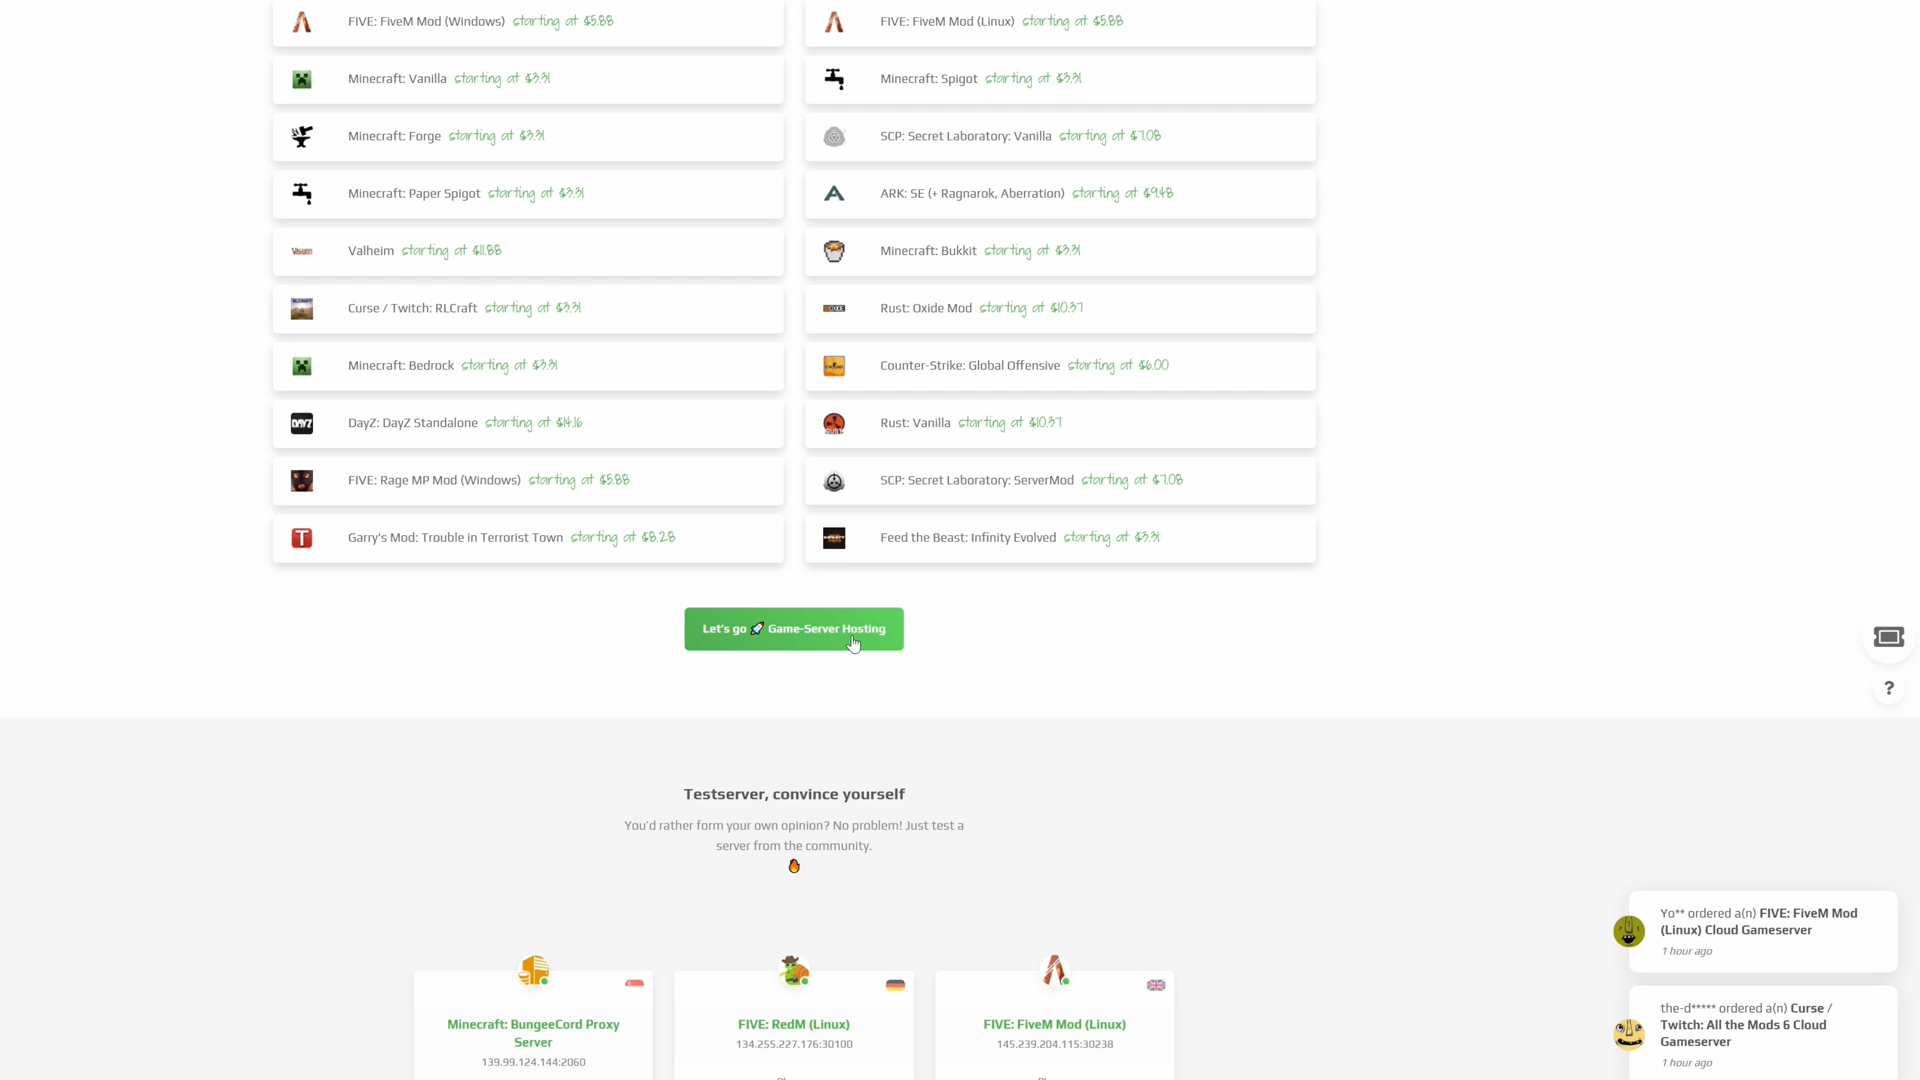 FIVE: FiveM Mod (Windows) starting at $5.88
FIVE: FiveM Mod (Linux) starting at $5.88
Minecraft: Vanilla starting at $3.31
Minecraft: Spigot starting at $3.31
Minecraft: Forge starting at $3.31
SCP: Secret Laboratory: Vanilla starting at $7.08
Minecraft: Paper Spigot starting at $3.31
ARK: SE (+ Ragnarok, Aberration) starting at $9.48
Valheim starting at $11.88
Minecraft: Bukkit starting at $3.31
Curse / Twitch: RLCraft starting at $3.31
Rust: Oxide Mod starting at $10.37
Minecraft: Bedrock starting at $3.31
Counter-Strike: Global Offensive starting at $6.00
DAYZ
DayZ: DayZ Standalone starting at $14.16
Rust: Vanilla starting at $10.37
FIVE: Rage MP Mod (Windows) starting at $5.88
SCP: Secret Laboratory: ServerMod starting at $7.08
T
Garry's Mod: Trouble in Terrorist Town starting at $8.28
Feed the Beast: Infinity Evolved starting at $3.31
Let's go 🚀 Game-Server Hosting
?
Testserver, convince yourself
You'd rather form your own opinion? No problem! Just test a
server from the community.
Minecraft: BungeeCord Proxy
Server
139.99.124.144:2060
FIVE: RedM (Linux)
134.255.227.176:30100
FIVE: FiveM Mod (Linux)
145.239.204.115:30238
Yo** ordered a(n) FIVE: FiveM Mod
(Linux) Cloud Gameserver
1 hour ago
the-d***** ordered a(n) Curse /
Twitch: All the Mods 6 Cloud
Gameserver
1 hour ago